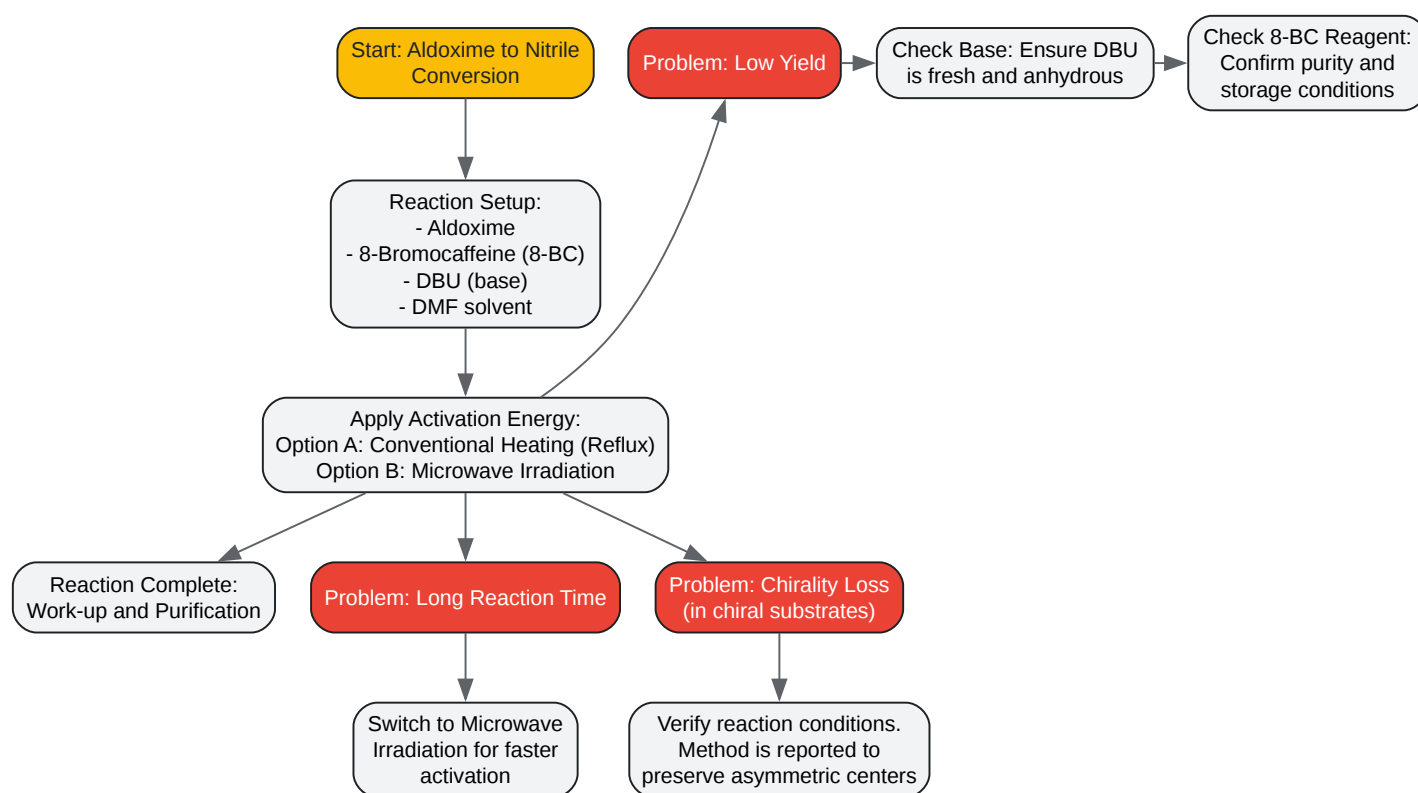 Start: Aldoxime to Nitrile
Conversion
Problem: Low Yield
Check Base: Ensure DBU
is fresh and anhydrous
Check 8-BC Reagent:
Confirm purity and
storage conditions
Reaction Setup:
- Aldoxime
- 8-Bromocaffeine (8-BC)
- DBU (base)
- DMF solvent
Apply Activation Energy:
Option A: Conventional Heating (Reflux)
Option B: Microwave Irradiation
Reaction Complete:
Work-up and Purification
Problem: Long Reaction Time
Problem: Chirality Loss
(in chiral substrates)
Switch to Microwave
Irradiation for faster
activation
Verify reaction conditions.
Method is reported to
preserve asymmetric centers